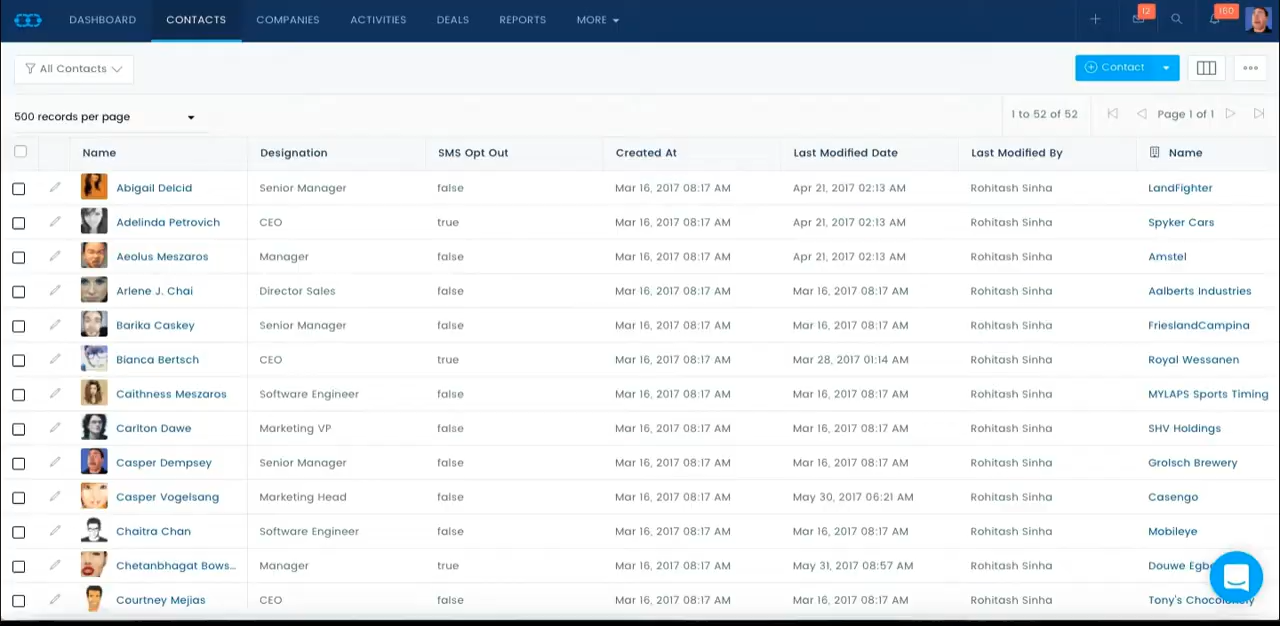 DASHBOARD CONTACTS COMPANIES ACTIVITIES DEALS REPORTS MORE 12 160
All Contacts Contact
500 records per page 1 to 52 of 52 Page 1 of 1
Name Designation SMS Opt Out Created At Last Modified Date Last Modified By Name
Abigail Delcid Senior Manager false Mar 16, 2017 08:17 AM Apr 21, 2017 02:13 AM Rohitash Sinha LandFighter
Adelinda Petrovich CEO true Mar 16, 2017 08:17 AM Apr 21, 2017 02:13 AM Rohitash Sinha Spyker Cars
Aeolus Meszaros Manager false Mar 16, 2017 08:17 AM Apr 21, 2017 02:13 AM Rohitash Sinha Amstel
Arlene J. Chai Director Sales false Mar 16, 2017 08:17 AM Mar 16, 2017 08:17 AM Rohitash Sinha Aalberts Industries
Barika Caskey Senior Manager false Mar 16, 2017 08:17 AM Mar 16, 2017 08:17 AM Rohitash Sinha FrieslandCampina
Bianca Bertsch CEO true Mar 16, 2017 08:17 AM Mar 28, 2017 01:14 AM Rohitash Sinha Royal Wessanen
Caithness Meszaros Software Engineer false Mar 16, 2017 08:17 AM Mar 16, 2017 08:17 AM Rohitash Sinha MYLAPS Sports Timing
Carlton Dawe Marketing VP false Mar 16, 2017 08:17 AM Mar 16, 2017 08:17 AM Rohitash Sinha SHV Holdings
Casper Dempsey Senior Manager false Mar 16, 2017 08:17 AM Mar 16, 2017 08:17 AM Rohitash Sinha Grolsch Brewery
Casper Vogelsang Marketing Head false Mar 16, 2017 08:17 AM May 30, 2017 06:21 AM Rohitash Sinha Casengo
Chaitra Chan Software Engineer false Mar 16, 2017 08:17 AM Mar 16, 2017 08:17 AM Rohitash Sinha Mobileye
Chetanbhagat Bows... Manager true Mar 16, 2017 08:17 AM May 31, 2017 08:57 AM Rohitash Sinha Douwe
Courtney Mejias CEO false Mar 16, 2017 08:17 AM Mar 16, 2017 08:17 AM Rohitash Sinha Tony's